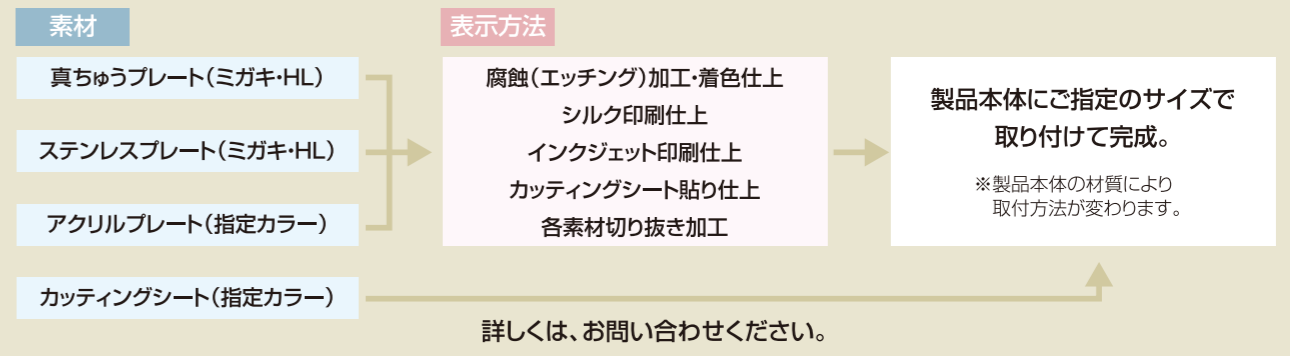 素材
真ちゅうプレート（ミガキ・HL）
ステンレスプレート（ミガキ・HL）
アクリルプレート（指定カラー）
カッティングシート（指定カラー）
表示方法
腐蝕（エッチング）加工・着色仕上
シルク印刷仕上
インクジェット印刷仕上
カッティングシート貼り仕上
各素材切り抜き加工
製品本体にご指定のサイズで
取り付けて完成。
※製品本体の材質により
取付方法が変わります。
詳しくは、お問い合わせください。